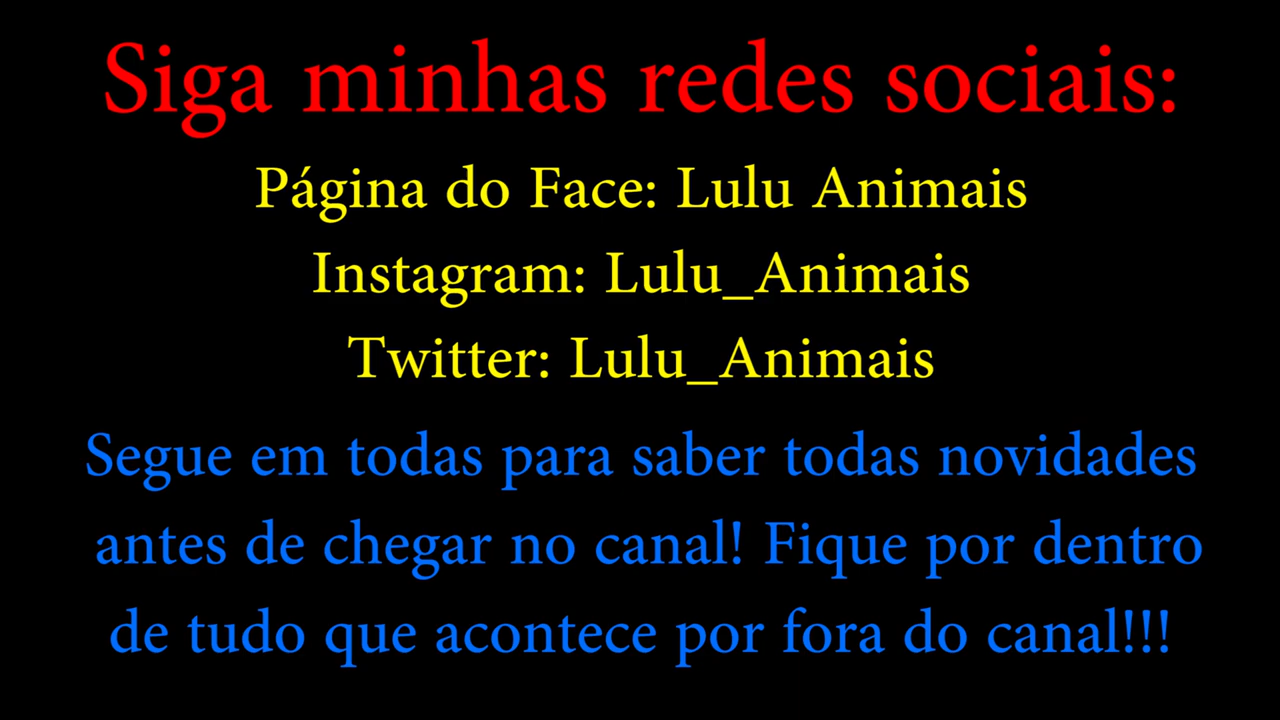 Siga minhas redes sociais:
Página do Face: Lulu Animais
Instagram: Lulu_Animais
Twitter: Lulu_Animais
Segue em todas para saber todas novidades
antes de chegar no canal! Fique por dentro
de tudo que acontece por fora do canal!!!